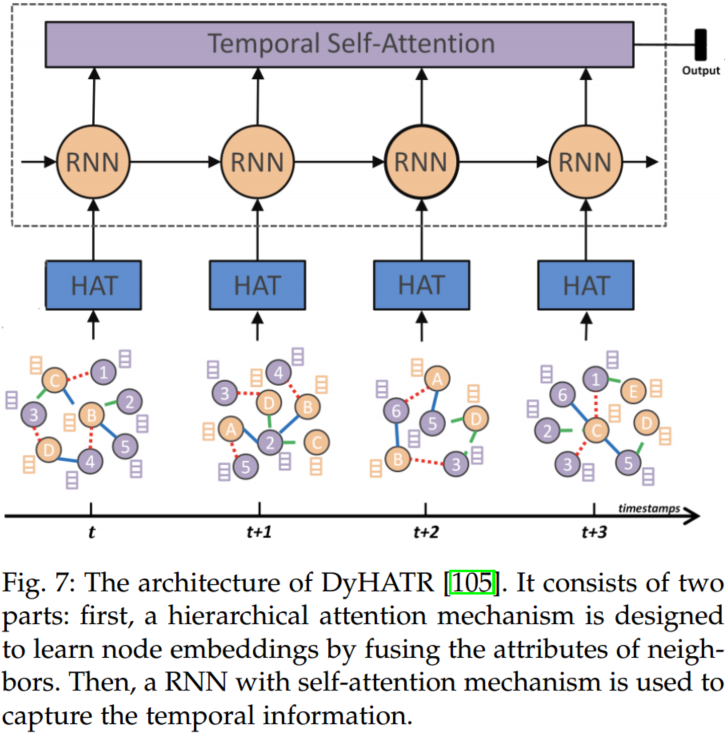 Temporal Self-Attention
Output
RNN RNN RNN RNN
HAT HAT HAT HAT
C 1 3 B 2 D 4 5
4 3 D B A 2 C 5
A 6 5 D B 3
1 E 6 2 C D 3 5
timestamps
t t+1 t+2 t+3
Fig. 7: The architecture of DyHATR [105]. It consists of two
parts: first, a hierarchical attention mechanism is designed
to learn node embeddings by fusing the attributes of neigh-
bors. Then, a RNN with self-attention mechanism is used to
capture the temporal information.